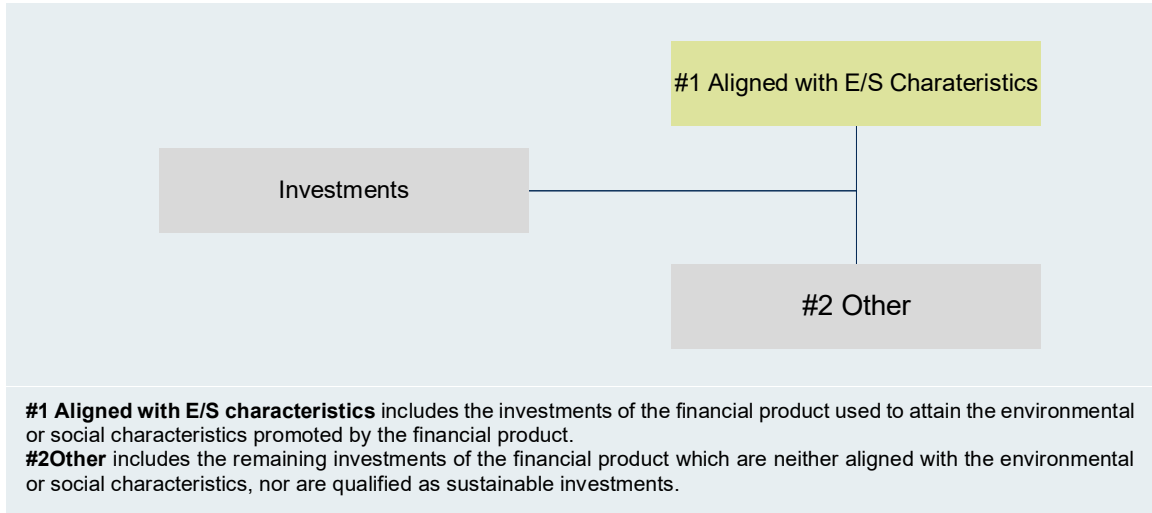 #1 Aligned with E/S Charateristics
Investments
#2 Other
#1 Aligned with E/S characteristics includes the investments of the financial product used to attain the environmental
or social characteristics promoted by the financial product.
#2Other includes the remaining investments of the financial product which are neither aligned with the environmental
or social characteristics, nor are qualified as sustainable investments.